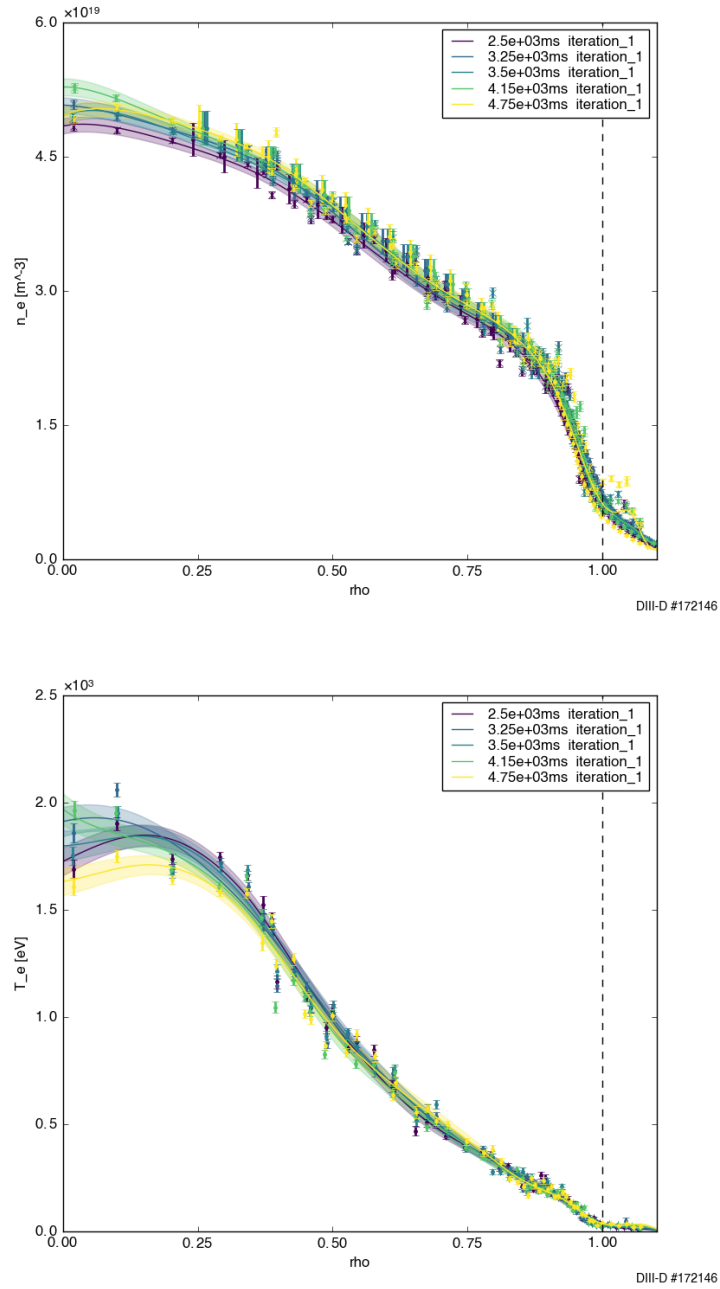 ×10¹⁹
6.0
2.5e+03ms  iteration_1
3.25e+03ms  iteration_1
3.5e+03ms  iteration_1
4.15e+03ms  iteration_1
4.75e+03ms  iteration_1
4.5
3.0
n_e [m^-3]
1.5
0.0
0.00 0.25 0.50 0.75 1.00
rho
DIII-D #172146
×10³
2.5
2.5e+03ms  iteration_1
3.25e+03ms  iteration_1
3.5e+03ms  iteration_1
4.15e+03ms  iteration_1
4.75e+03ms  iteration_1
2.0
1.5
T_e [eV]
1.0
0.5
0.0
0.00 0.25 0.50 0.75 1.00
rho
DIII-D #172146